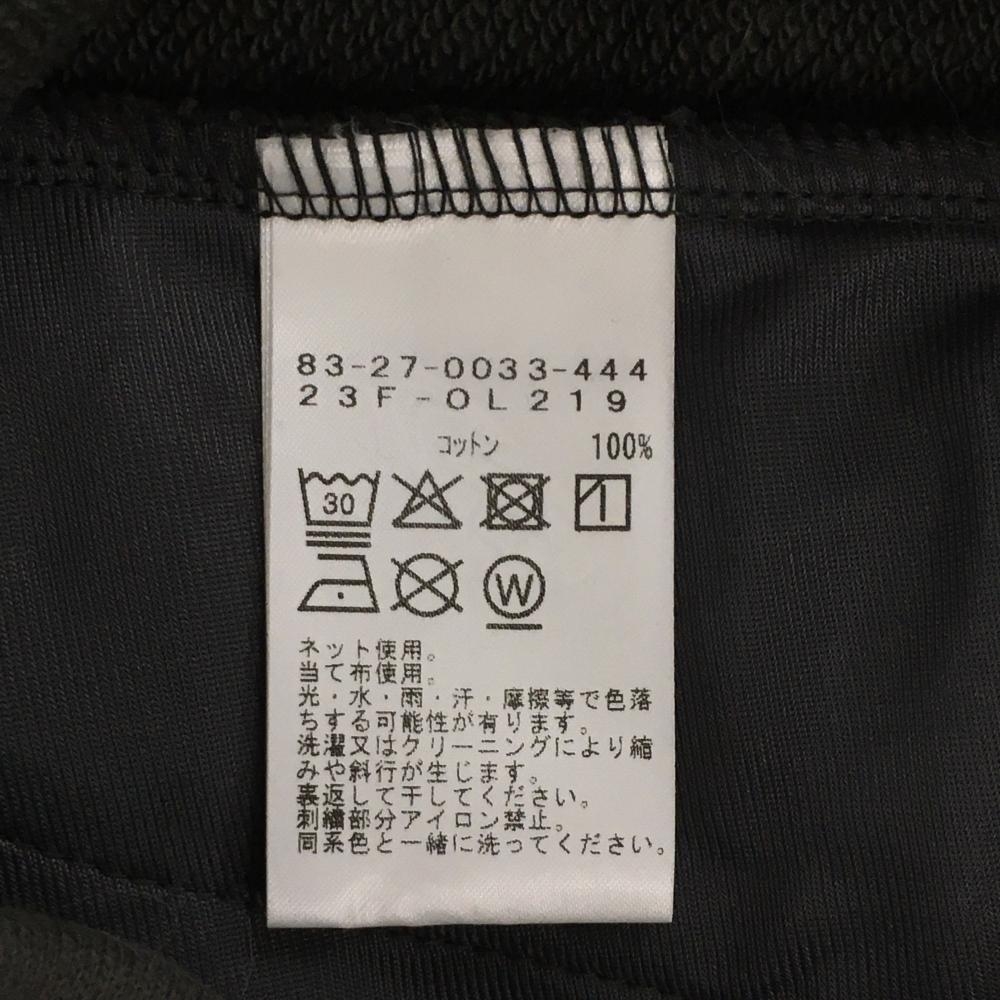 83-27-0033-444
23F-OL219
コットン 100%
30
W
ネット使用。
当て布使用。
光・水・雨・汗・摩擦等で色落
ちする可能性が有ります。
洗濯又はクリーニングにより縮
みや斜行が生じます。
裏返して干してください。
刺繍部分アイロン禁止。
同系色と一緒に洗ってください。